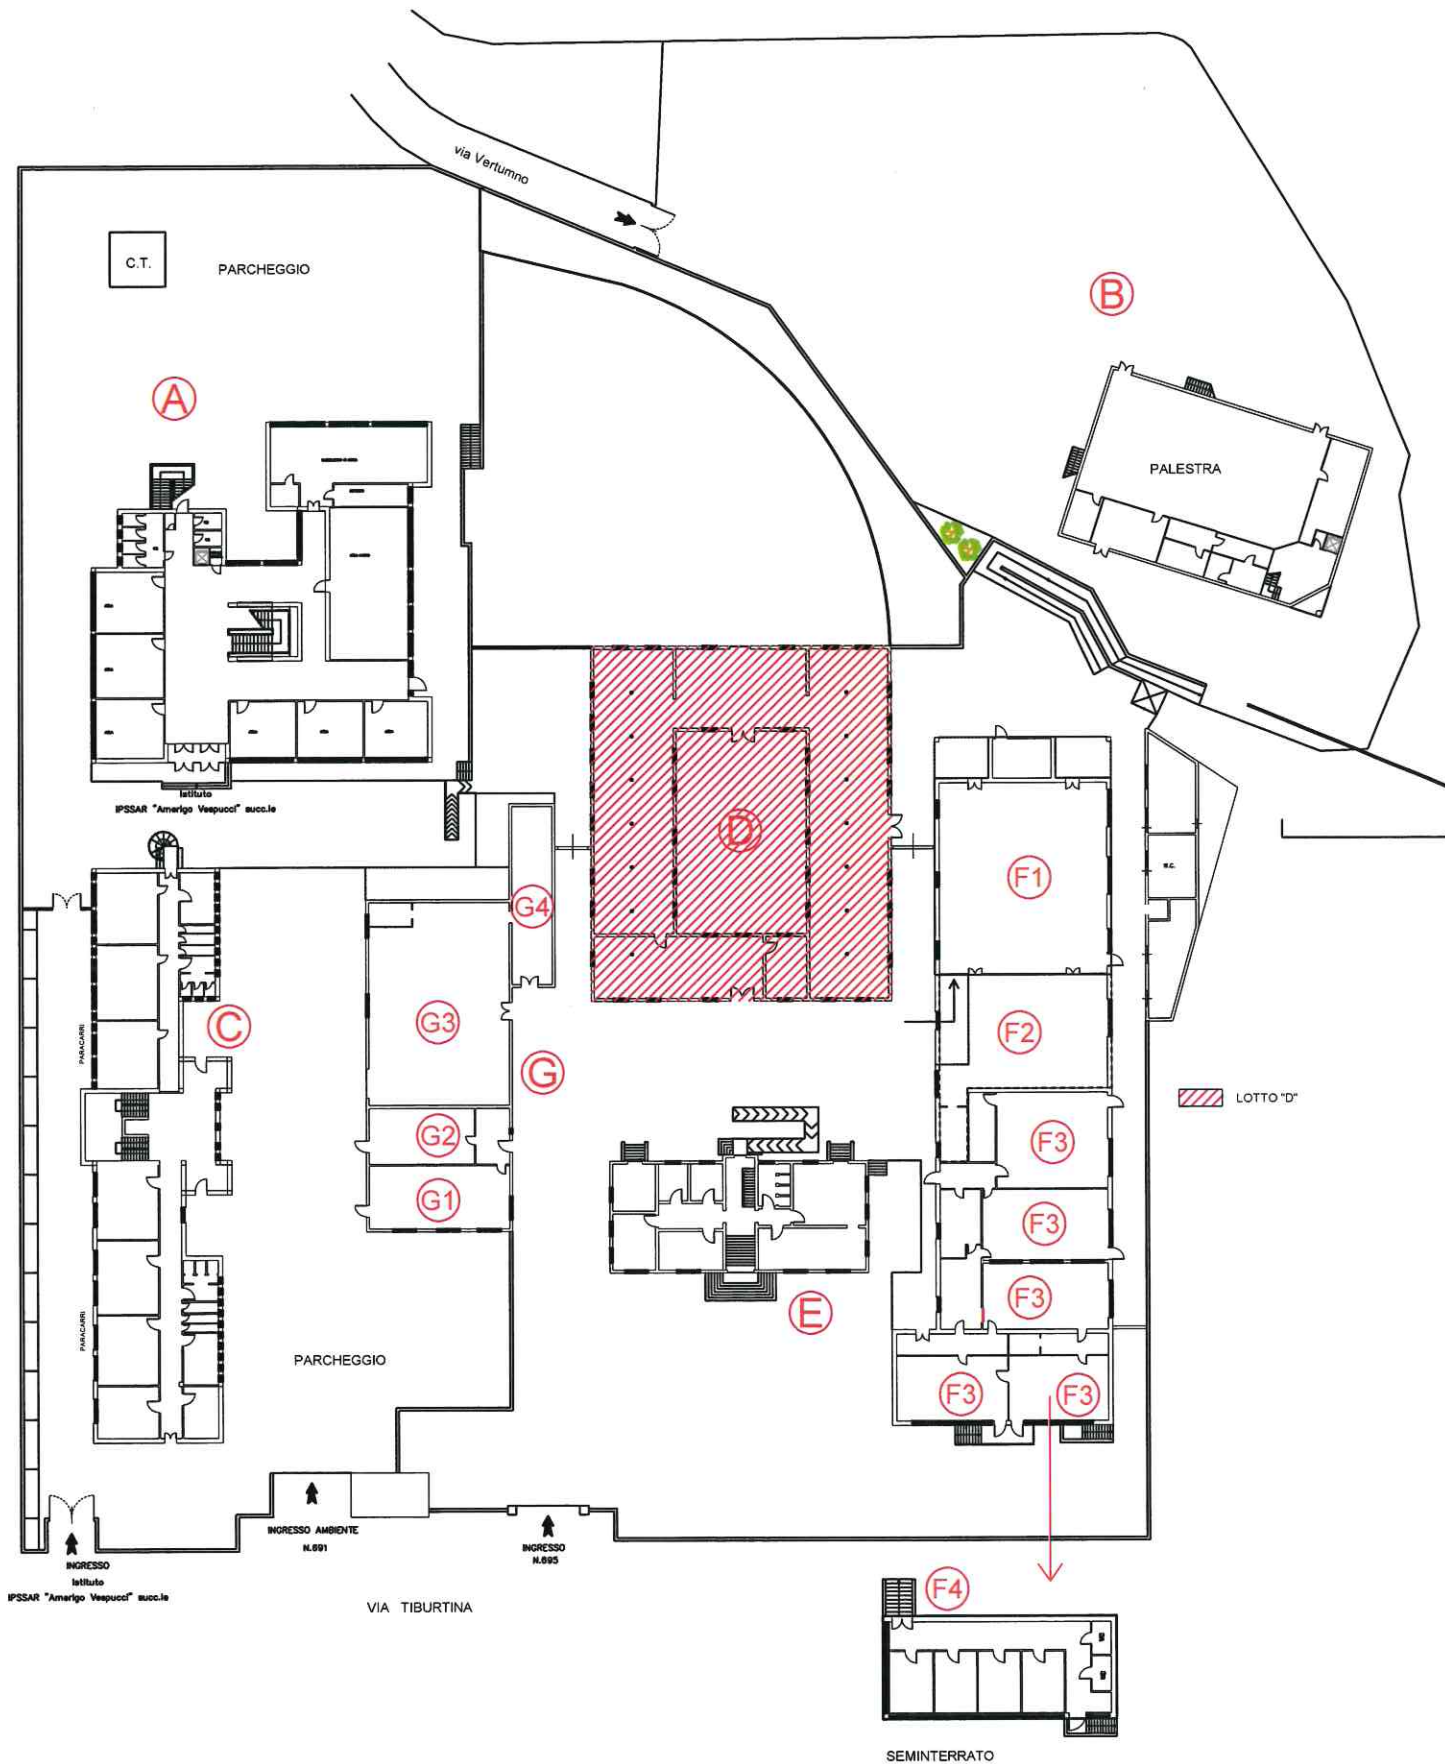 via Vertumno
C.T.
PARCHEGGIO
B
A
PALESTRA
Istituto
IPSSAR "Amerigo Vespucci" succ.le
D
W.C.
F1
G4
C
G3
F2
PARACARRI
G
LOTTO "D"
G2
F3
G1
F3
E
F3
PARACARRI
PARCHEGGIO
F3
F3
INGRESSO AMBIENTE
N.691
INGRESSO
N.695
INGRESSO
Istituto
IPSSAR "Amerigo Vespucci" succ.le
VIA TIBURTINA
F4
SEMINTERRATO